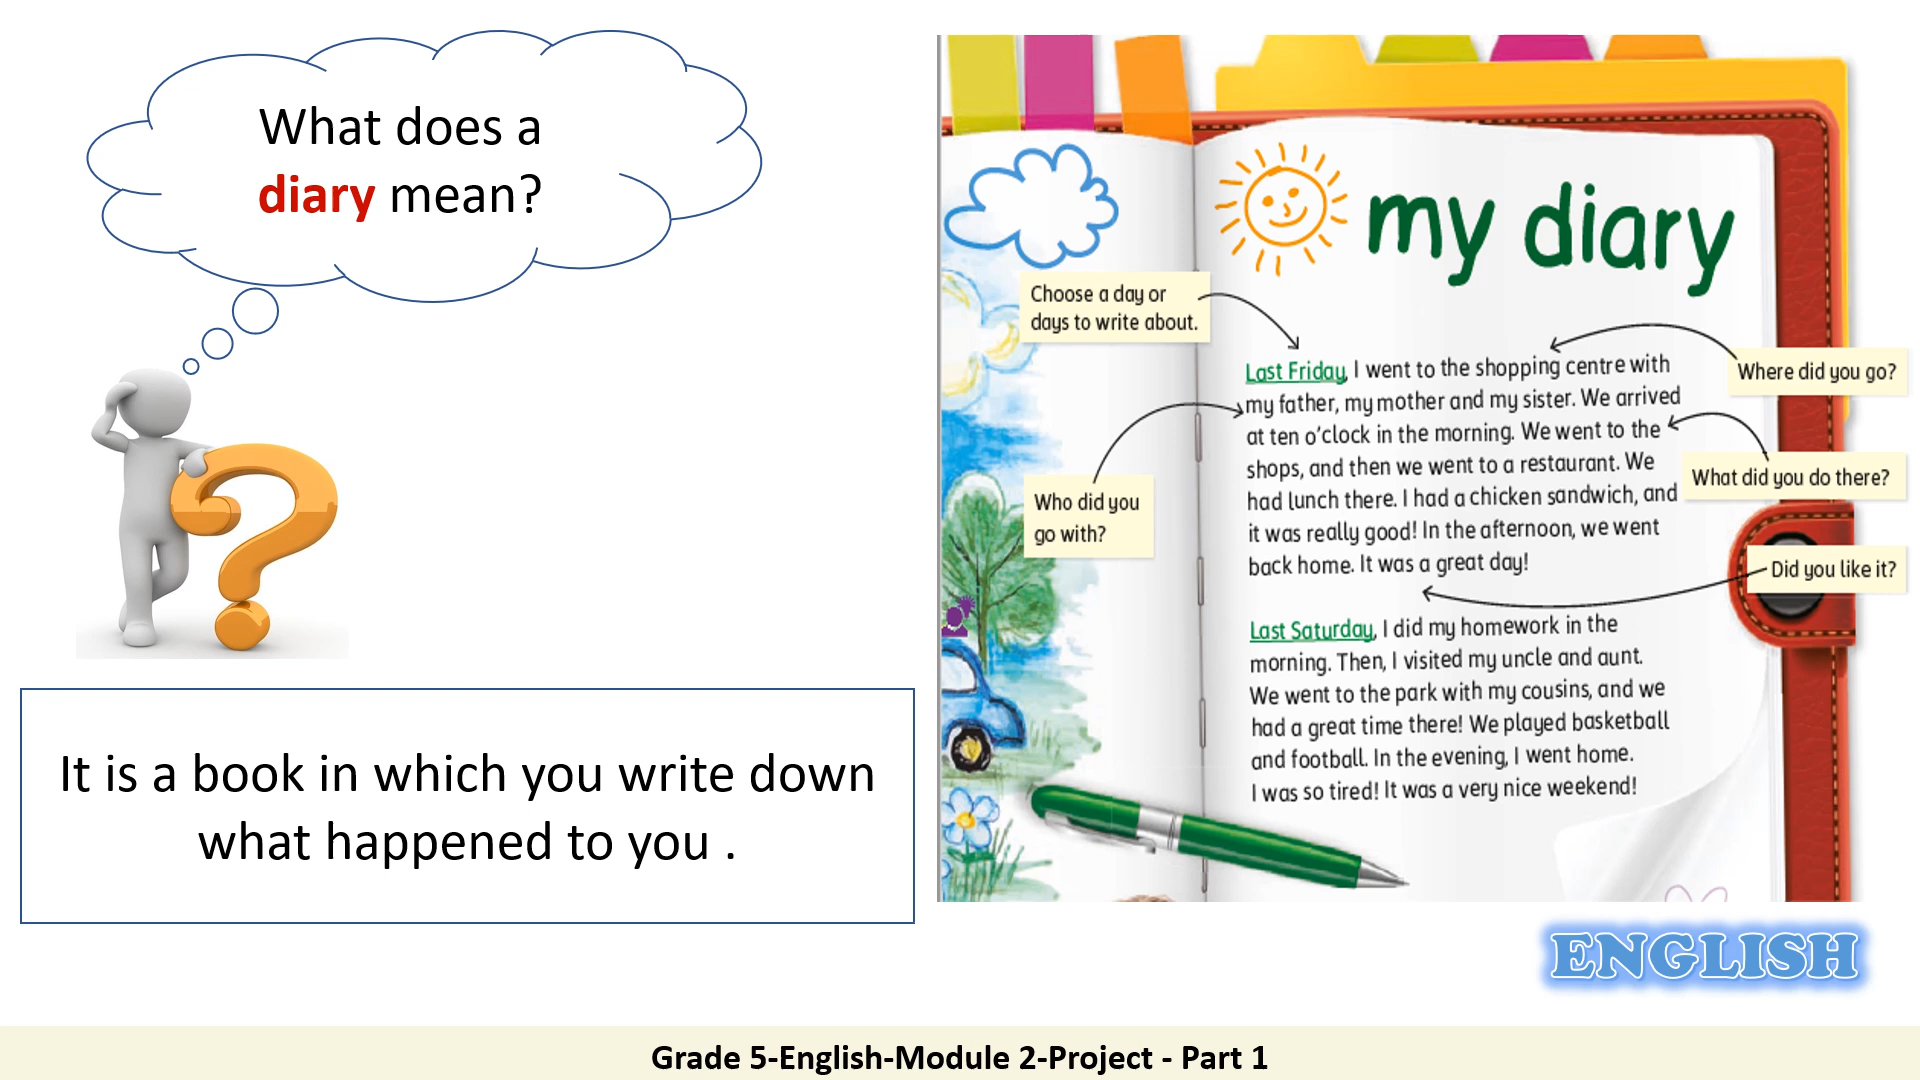 What does a
diary mean?
It is a book in which you write down
what happened to you .
my diary
Choose a day or
days to write about.
Where did you go?
Who did you
go with?
What did you do there?
Did you like it?
Last Friday, I went to the shopping centre with
my father, my mother and my sister. We arrived
at ten o'clock in the morning. We went to the
shops, and then we went to a restaurant. We
had lunch there. I had a chicken sandwich, and
it was really good! In the afternoon, we went
back home. It was a great day!
Last Saturday, I did my homework in the
morning. Then, I visited my uncle and aunt.
We went to the park with my cousins, and we
had a great time there! We played basketball
and football. In the evening, I went home.
I was so tired! It was a very nice weekend!
ENGLISH
Grade 5-English-Module 2-Project - Part 1